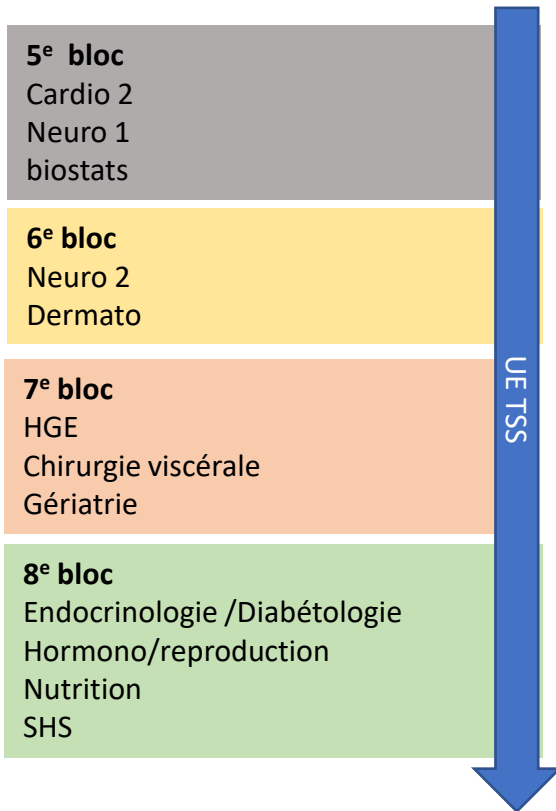 5e bloc
Cardio 2
Neuro 1
biostats
6e bloc
Neuro 2
Dermato
7e bloc
HGE
Chirurgie viscérale
Gériatrie
8e bloc
Endocrinologie /Diabétologie
Hormono/reproduction
Nutrition
SHS
UE TSS